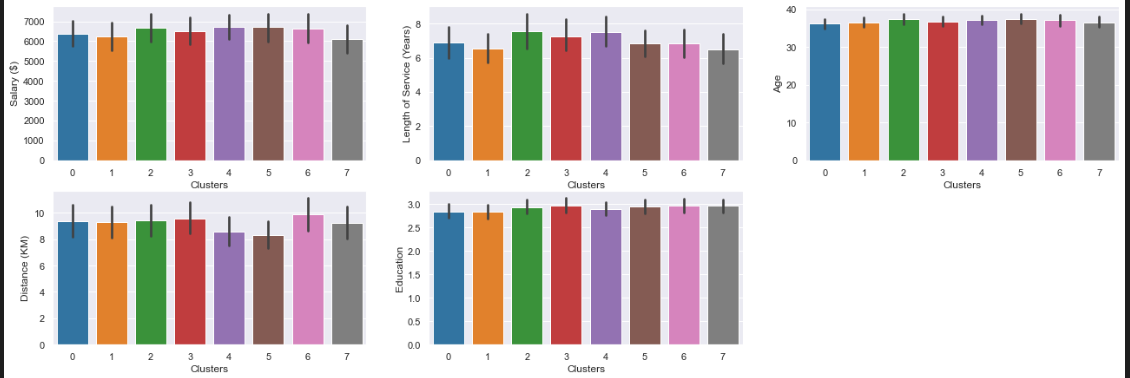 Salary ($)
7000
6000
5000
4000
3000
2000
1000
0
0 1 2 3 4 5 6 7
Clusters
Length of Service (Years)
8
6
4
2
0
0 1 2 3 4 5 6 7
Clusters
Age
40
30
20
10
0
0 1 2 3 4 5 6 7
Clusters
Distance (KM)
10
8
6
4
2
0
0 1 2 3 4 5 6 7
Clusters
Education
3.0
2.5
2.0
1.5
1.0
0.5
0.0
0 1 2 3 4 5 6 7
Clusters